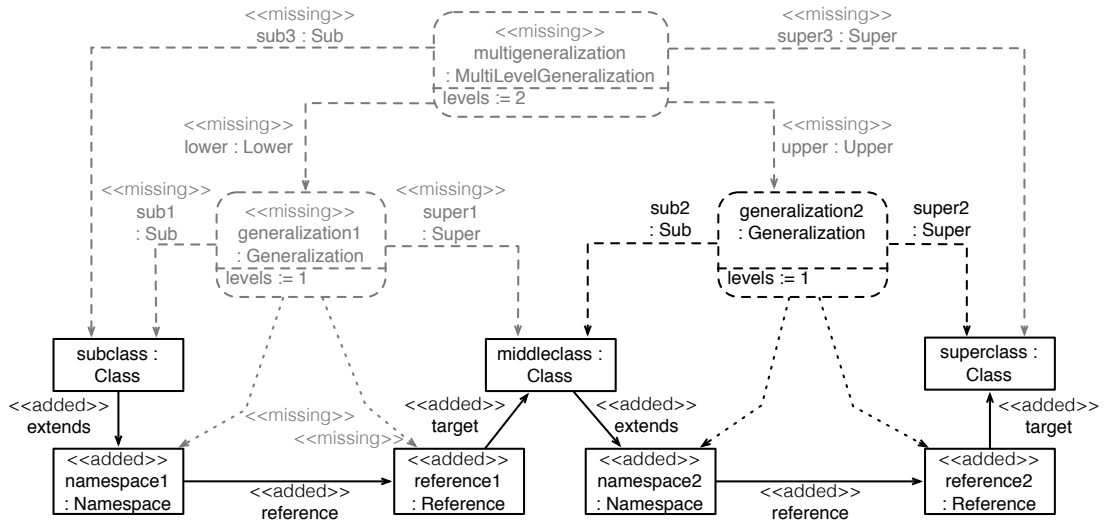 <<missing>>
sub3 : Sub
<<missing>>
multigeneralization
: MultiLevelGeneralization
levels := 2
<<missing>>
super3 : Super
<<missing>>
lower : Lower
<<missing>>
upper : Upper
<<missing>>
sub1
: Sub
<<missing>>
generalization1
: Generalization
levels := 1
<<missing>>
super1
: Super
sub2
: Sub
generalization2
: Generalization
levels := 1
super2
: Super
subclass :
Class
middleclass :
Class
superclass :
Class
<<added>>
extends
<<missing>>
<<missing>>
<<added>>
target
<<added>>
extends
<<added>>
target
<<added>>
namespace1
: Namespace
<<added>>
reference
<<added>>
reference1
: Reference
<<added>>
namespace2
: Namespace
<<added>>
reference
<<added>>
reference2
: Reference